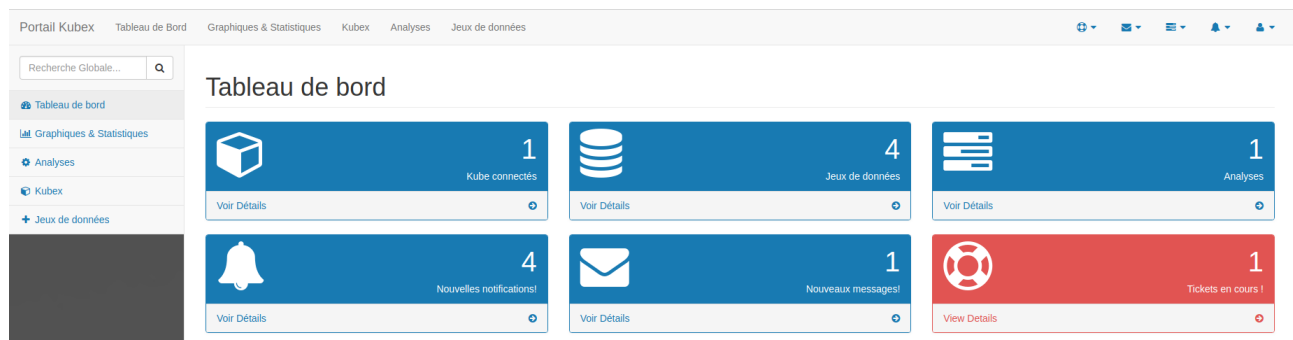 Portail Kubex Tableau de Bord Graphiques & Statistiques Kubex Analyses Jeux de données
Recherche Globale...
Tableau de bord
Graphiques & Statistiques
Analyses
Kubex
Jeux de données
Tableau de bord
1
Kube connectés
Voir Détails
4
Jeux de données
Voir Détails
1
Analyses
Voir Détails
4
Nouvelles notifications!
Voir Détails
1
Nouveaux messages!
Voir Détails
1
Tickets en cours !
View Details